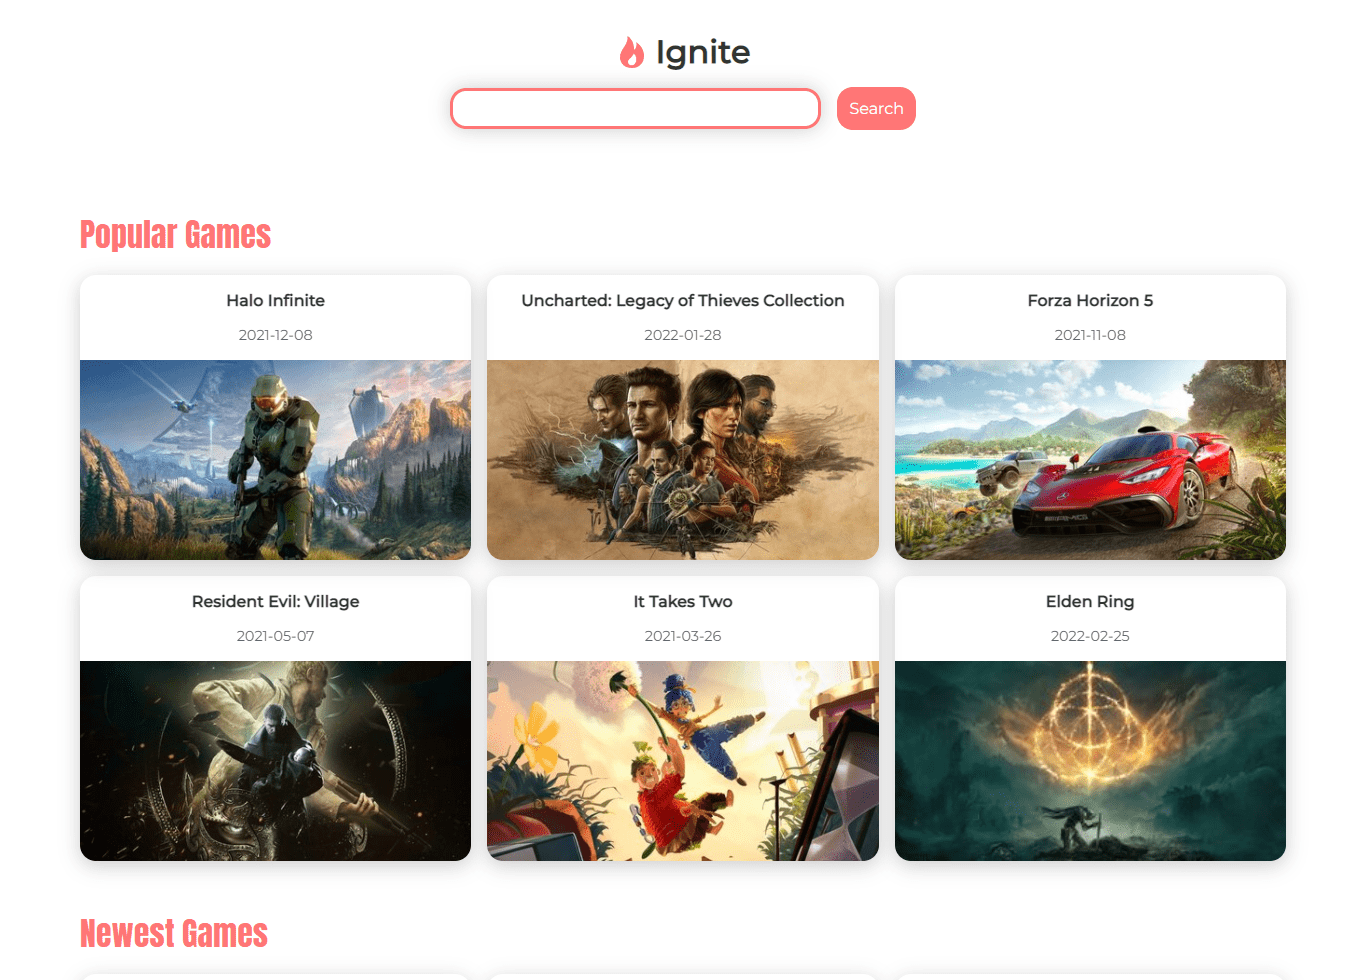 Ignite
Search
Popular Games
Halo Infinite
2021-12-08
Uncharted: Legacy of Thieves Collection
2022-01-28
Forza Horizon 5
2021-11-08
Resident Evil: Village
2021-05-07
It Takes Two
2021-03-26
Elden Ring
2022-02-25
Newest Games